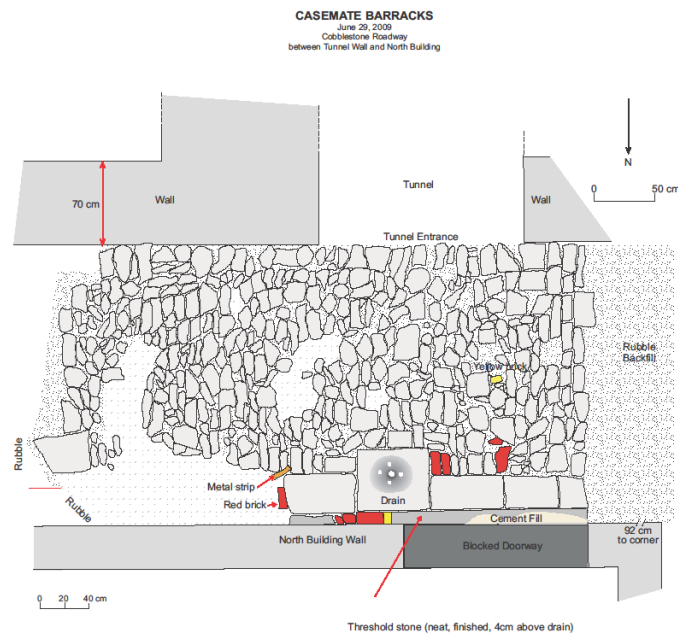 CASEMATE BARRACKS
June 29, 2009
Cobblestone Roadway
between Tunnel Wall and North Building
N
Tunnel
0 50 cm
70 cm
Wall
Wall
Tunnel Entrance
Rubble
Backfill
Yellow brick
Rubble
Metal strip
Red brick
Drain
Rubble
Cement Fill
92 cm
to corner
North Building Wall
Blocked Doorway
0 20 40 cm
Threshold stone (neat, finished, 4cm above drain)